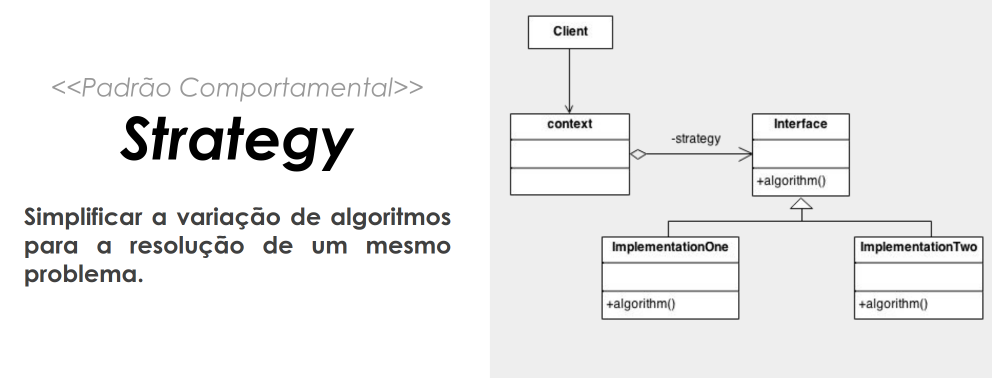 <<Padrão Comportamental>>
Strategy
Simplificar a variação de algoritmos
para a resolução de um mesmo
problema.
Client
context
-strategy
Interface
+algorithm()
ImplementationOne
+algorithm()
ImplementationTwo
+algorithm()